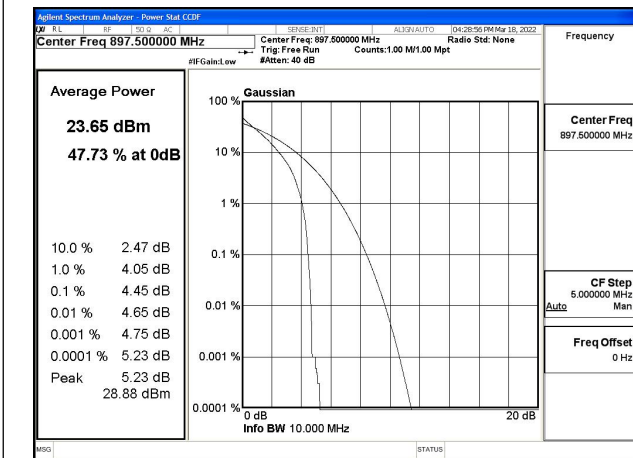 Agilent Spectrum Analyzer - Power Stat CCDF
LXI RL RF 50 Ω AC SENSE:INT ALIGN AUTO 04:28:56 PM Mar 18, 2022
Center Freq 897.500000 MHz
Center Freq: 897.500000 MHz Radio Std: None
Trig: Free Run Counts:1.00 M/1.00 Mpt
#IFGain:Low #Atten: 40 dB
Frequency
Average Power
23.65 dBm
47.73 % at 0dB
10.0 % 2.47 dB
1.0 % 4.05 dB
0.1 % 4.45 dB
0.01 % 4.65 dB
0.001 % 4.75 dB
0.0001 % 5.23 dB
Peak 5.23 dB
28.88 dBm
Gaussian
100 %
10 %
1 %
0.1 %
0.01 %
0.001 %
0.0001 %
0 dB 20 dB
Info BW 10.000 MHz
Center Freq
897.500000 MHz
CF Step
5.000000 MHz
Auto Man
Freq Offset
0 Hz
MSG STATUS